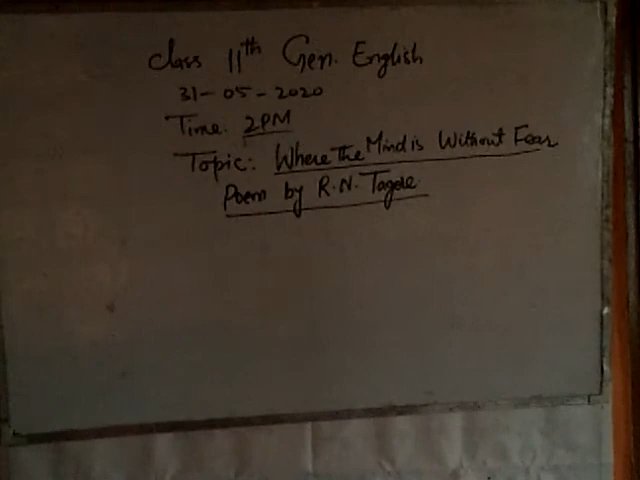 Class 11th Gen. English
31-05-2020
Time. 2PM
Topic: Where the Mind is Without Fear
Poem by R.N. Tagore